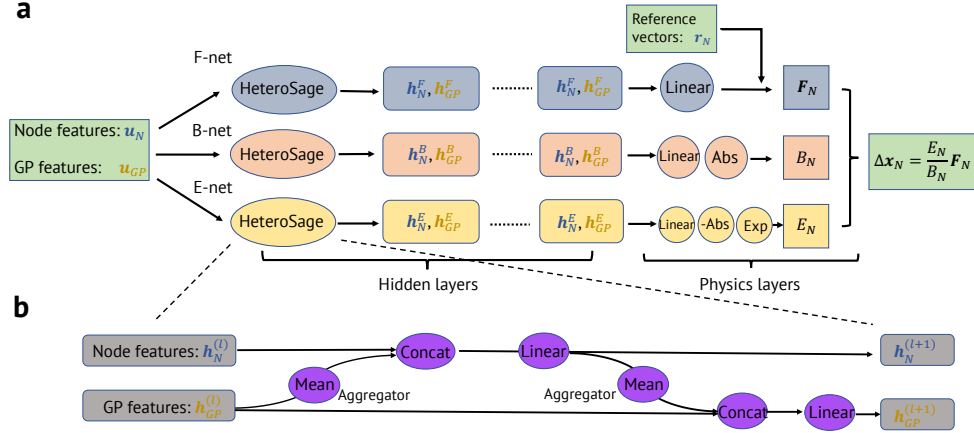 a
Reference
vectors: r_N
F-net
HeteroSage
h_N^F, h_GP^F
h_N^F, h_GP^F
Linear
F_N
Node features: u_N
GP features: u_GP
B-net
HeteroSage
h_N^B, h_GP^B
h_N^B, h_GP^B
Linear
Abs
B_N
Δx_N = E_N/B_N F_N
E-net
HeteroSage
h_N^E, h_GP^E
h_N^E, h_GP^E
Linear
-Abs
Exp
E_N
Hidden layers
Physics layers
b
Node features: h_N^(l)
Concat
Linear
h_N^(l+1)
Mean
Aggregator
Aggregator
Mean
GP features: h_GP^(l)
Concat
Linear
h_GP^(l+1)